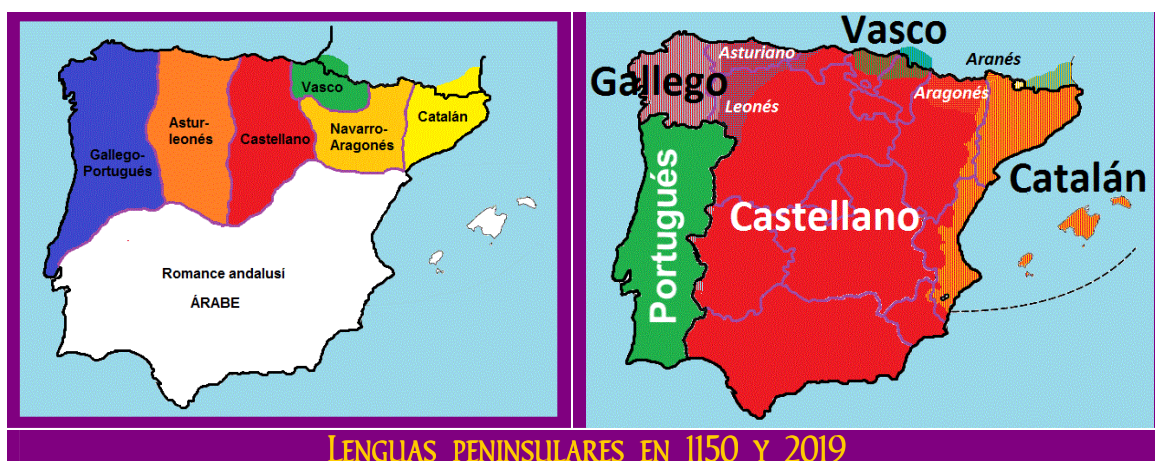 Vasco
Astur-
leonés
Catalán
Navarro-
Aragonés
Castellano
Gallego-
Portugués
Romance andalusí
ÁRABE
Vasco
Asturiano
Aranés
Gallego
Leonés
Aragonés
Catalán
Portugués
Castellano
LENGUAS PENINSULARES EN 1150 Y 2019